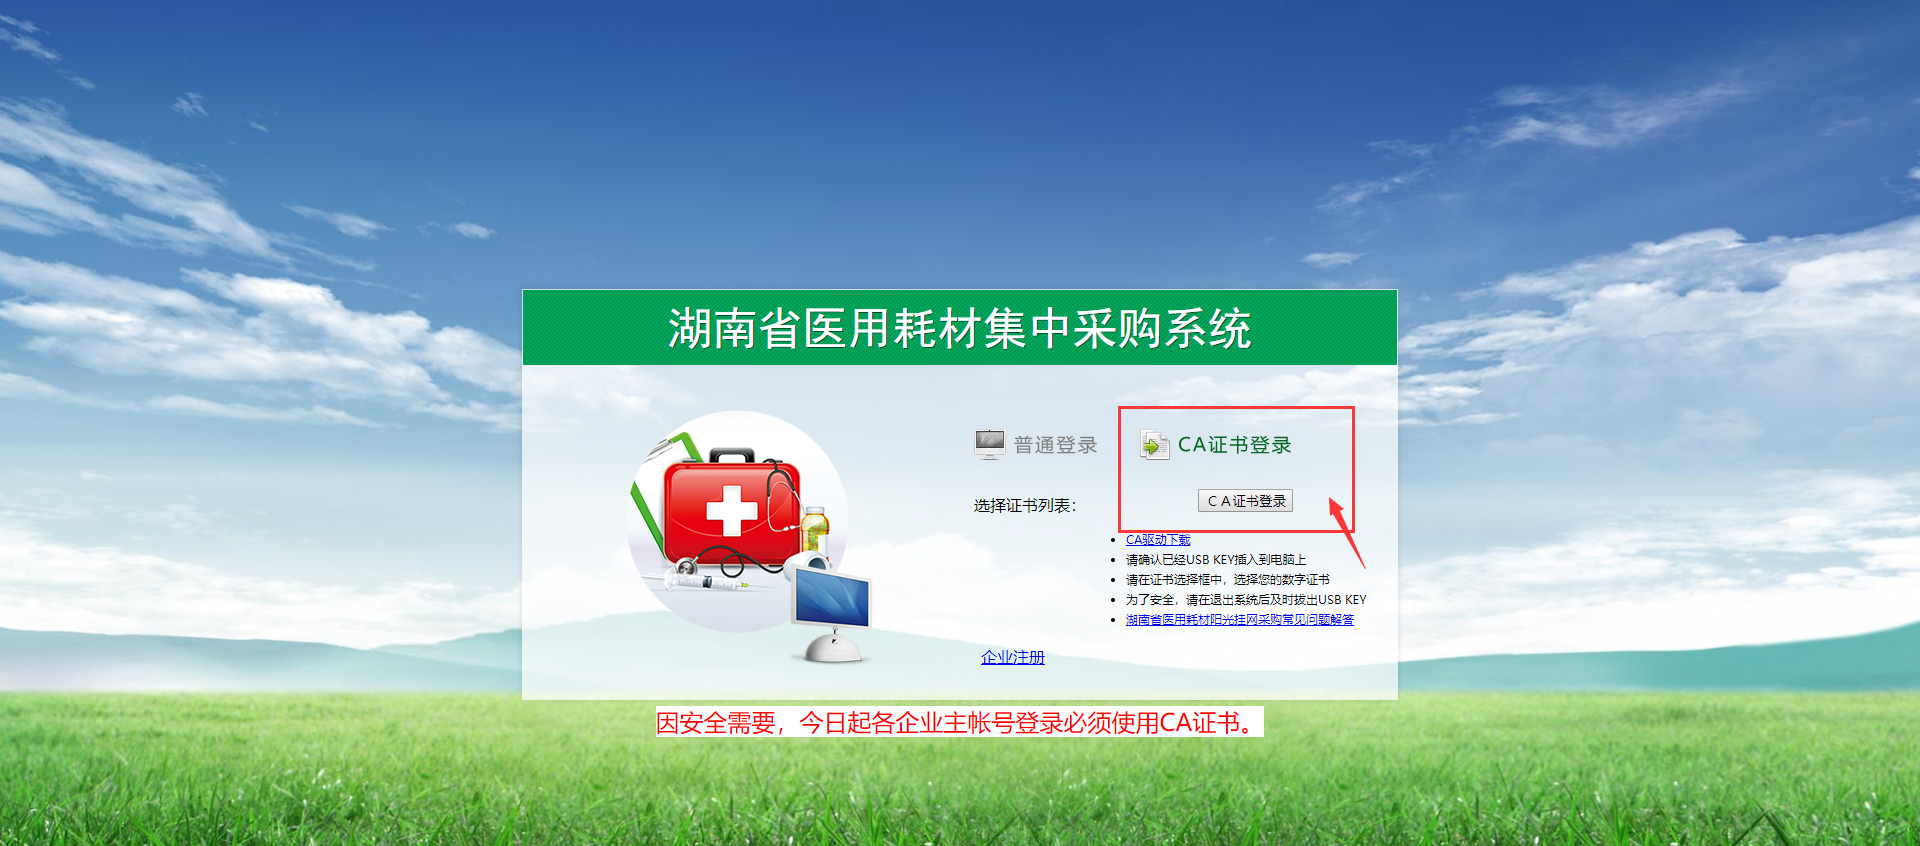 湖南省医用耗材集中采购系统
普通登录
CA证书登录
选择证书列表：
ＣＡ证书登录
CA驱动下载
请确认已经USB KEY插入到电脑上
请在证书选择框中，选择您的数字证书
为了安全，请在退出系统后及时拔出USB KEY
湖南省医用耗材阳光挂网采购常见问题解答
企业注册
因安全需要，今日起各企业主帐号登录必须使用CA证书。